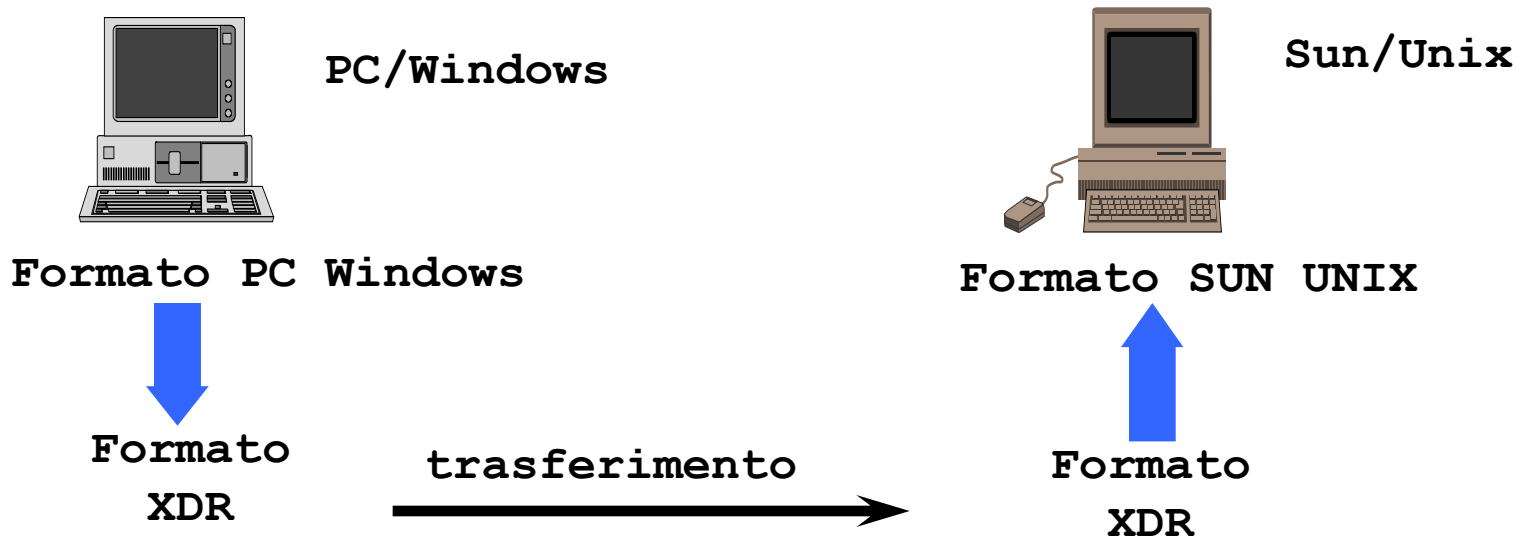 PC/Windows
Sun/Unix
Formato PC Windows
Formato SUN UNIX
Formato
XDR
trasferimento
Formato
XDR